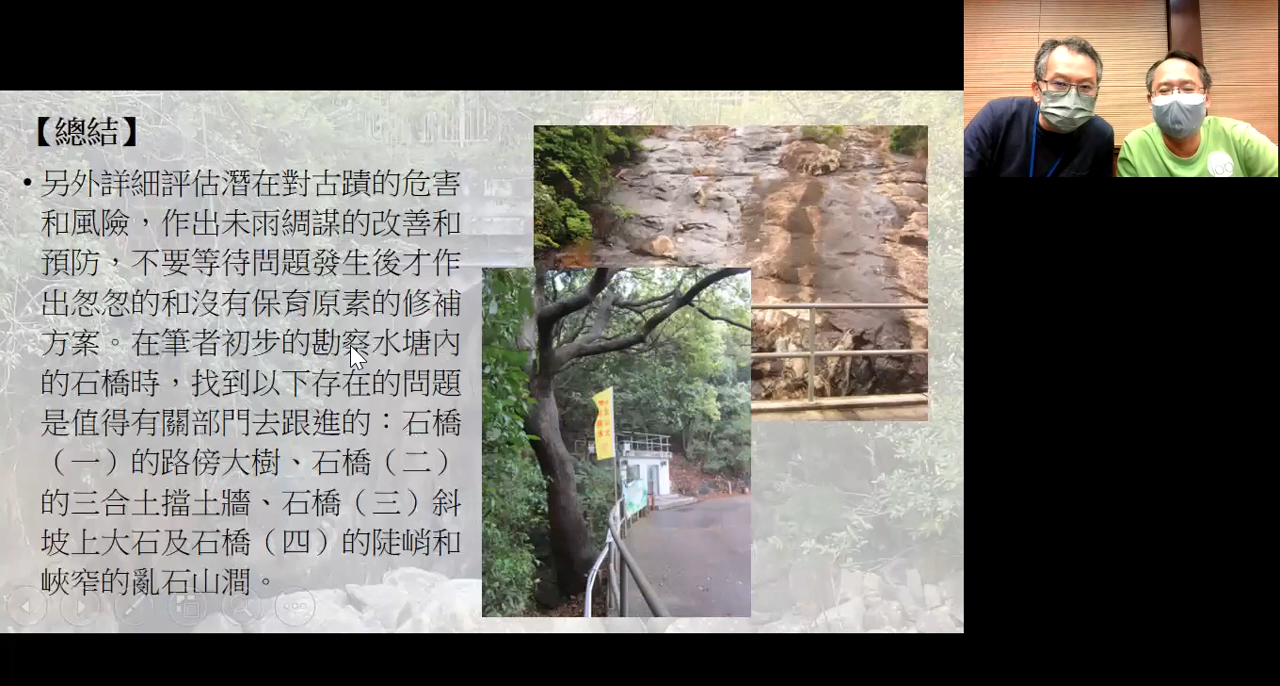 【總結】
• 另外詳細評估潛在對古蹟的危害
和風險，作出未雨綢謀的改善和
預防，不要等待問題發生後才作
出忽忽的和沒有保育原素的修補
方案。在筆者初步的勘察水塘內
的石橋時，找到以下存在的問題
是值得有關部門去跟進的：石橋
（一）的路傍大樹、石橋（二）
的三合土擋土牆、石橋（三）斜
坡上大石及石橋（四）的陡峭和
峽窄的亂石山澗。